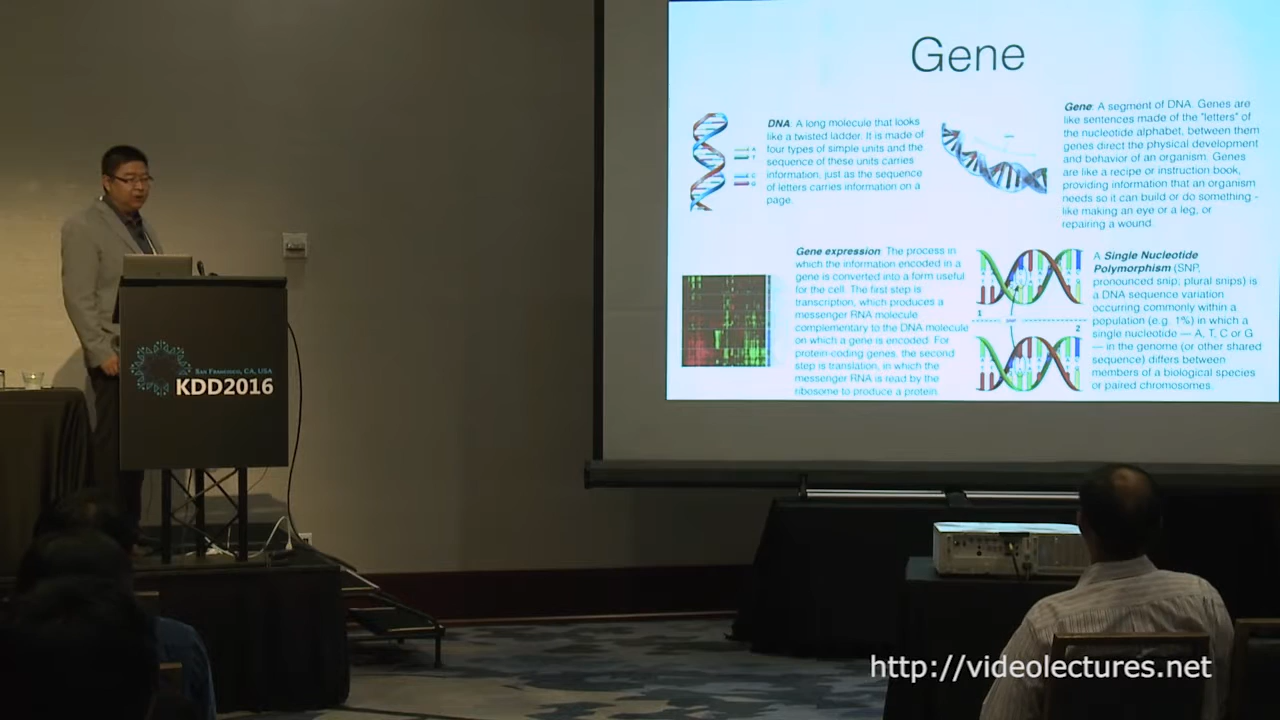 Gene
DNA: A long molecule that looks
like a twisted ladder. It is made of
four types of simple units and the
sequence of these units carries
information, just as the sequence
of letters carries information on a
page.
Gene: A segment of DNA. Genes are
like sentences made of the "letters" of
the nucleotide alphabet, between them
genes direct the physical development
and behavior of an organism. Genes
are like a recipe or instruction book,
providing information that an organism
needs so it can build or do something -
like making an eye or a leg, or
repairing a wound.
Gene expression: The process in
which the information encoded in a
gene is converted into a form useful
for the cell. The first step is
transcription, which produces a
messenger RNA molecule
complementary to the DNA molecule
on which a gene is encoded. For
protein-coding genes, the second
step is translation, in which the
messenger RNA is read by the
ribosome to produce a protein.
1
2
A Single Nucleotide
Polymorphism (SNP,
pronounced snip; plural snips) is
a DNA sequence variation
occurring commonly within a
population (e.g. 1%) in which a
single nucleotide — A, T, C or G
— in the genome (or other shared
sequence) differs between
members of a biological species
or paired chromosomes.
SAN FRANCISCO, CA, USA
KDD2016
http://videolectures.net